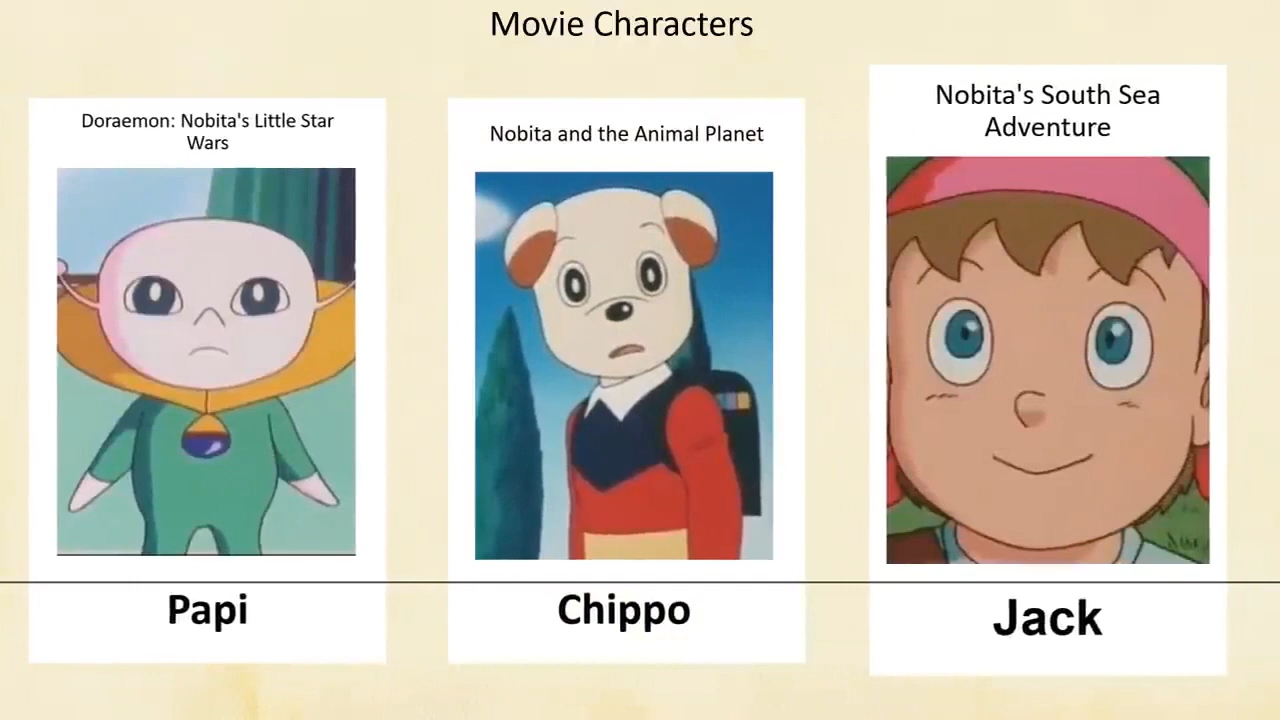 Movie Characters
Doraemon: Nobita's Little Star
Wars
Papi
Nobita and the Animal Planet
Chippo
Nobita's South Sea
Adventure
Jack